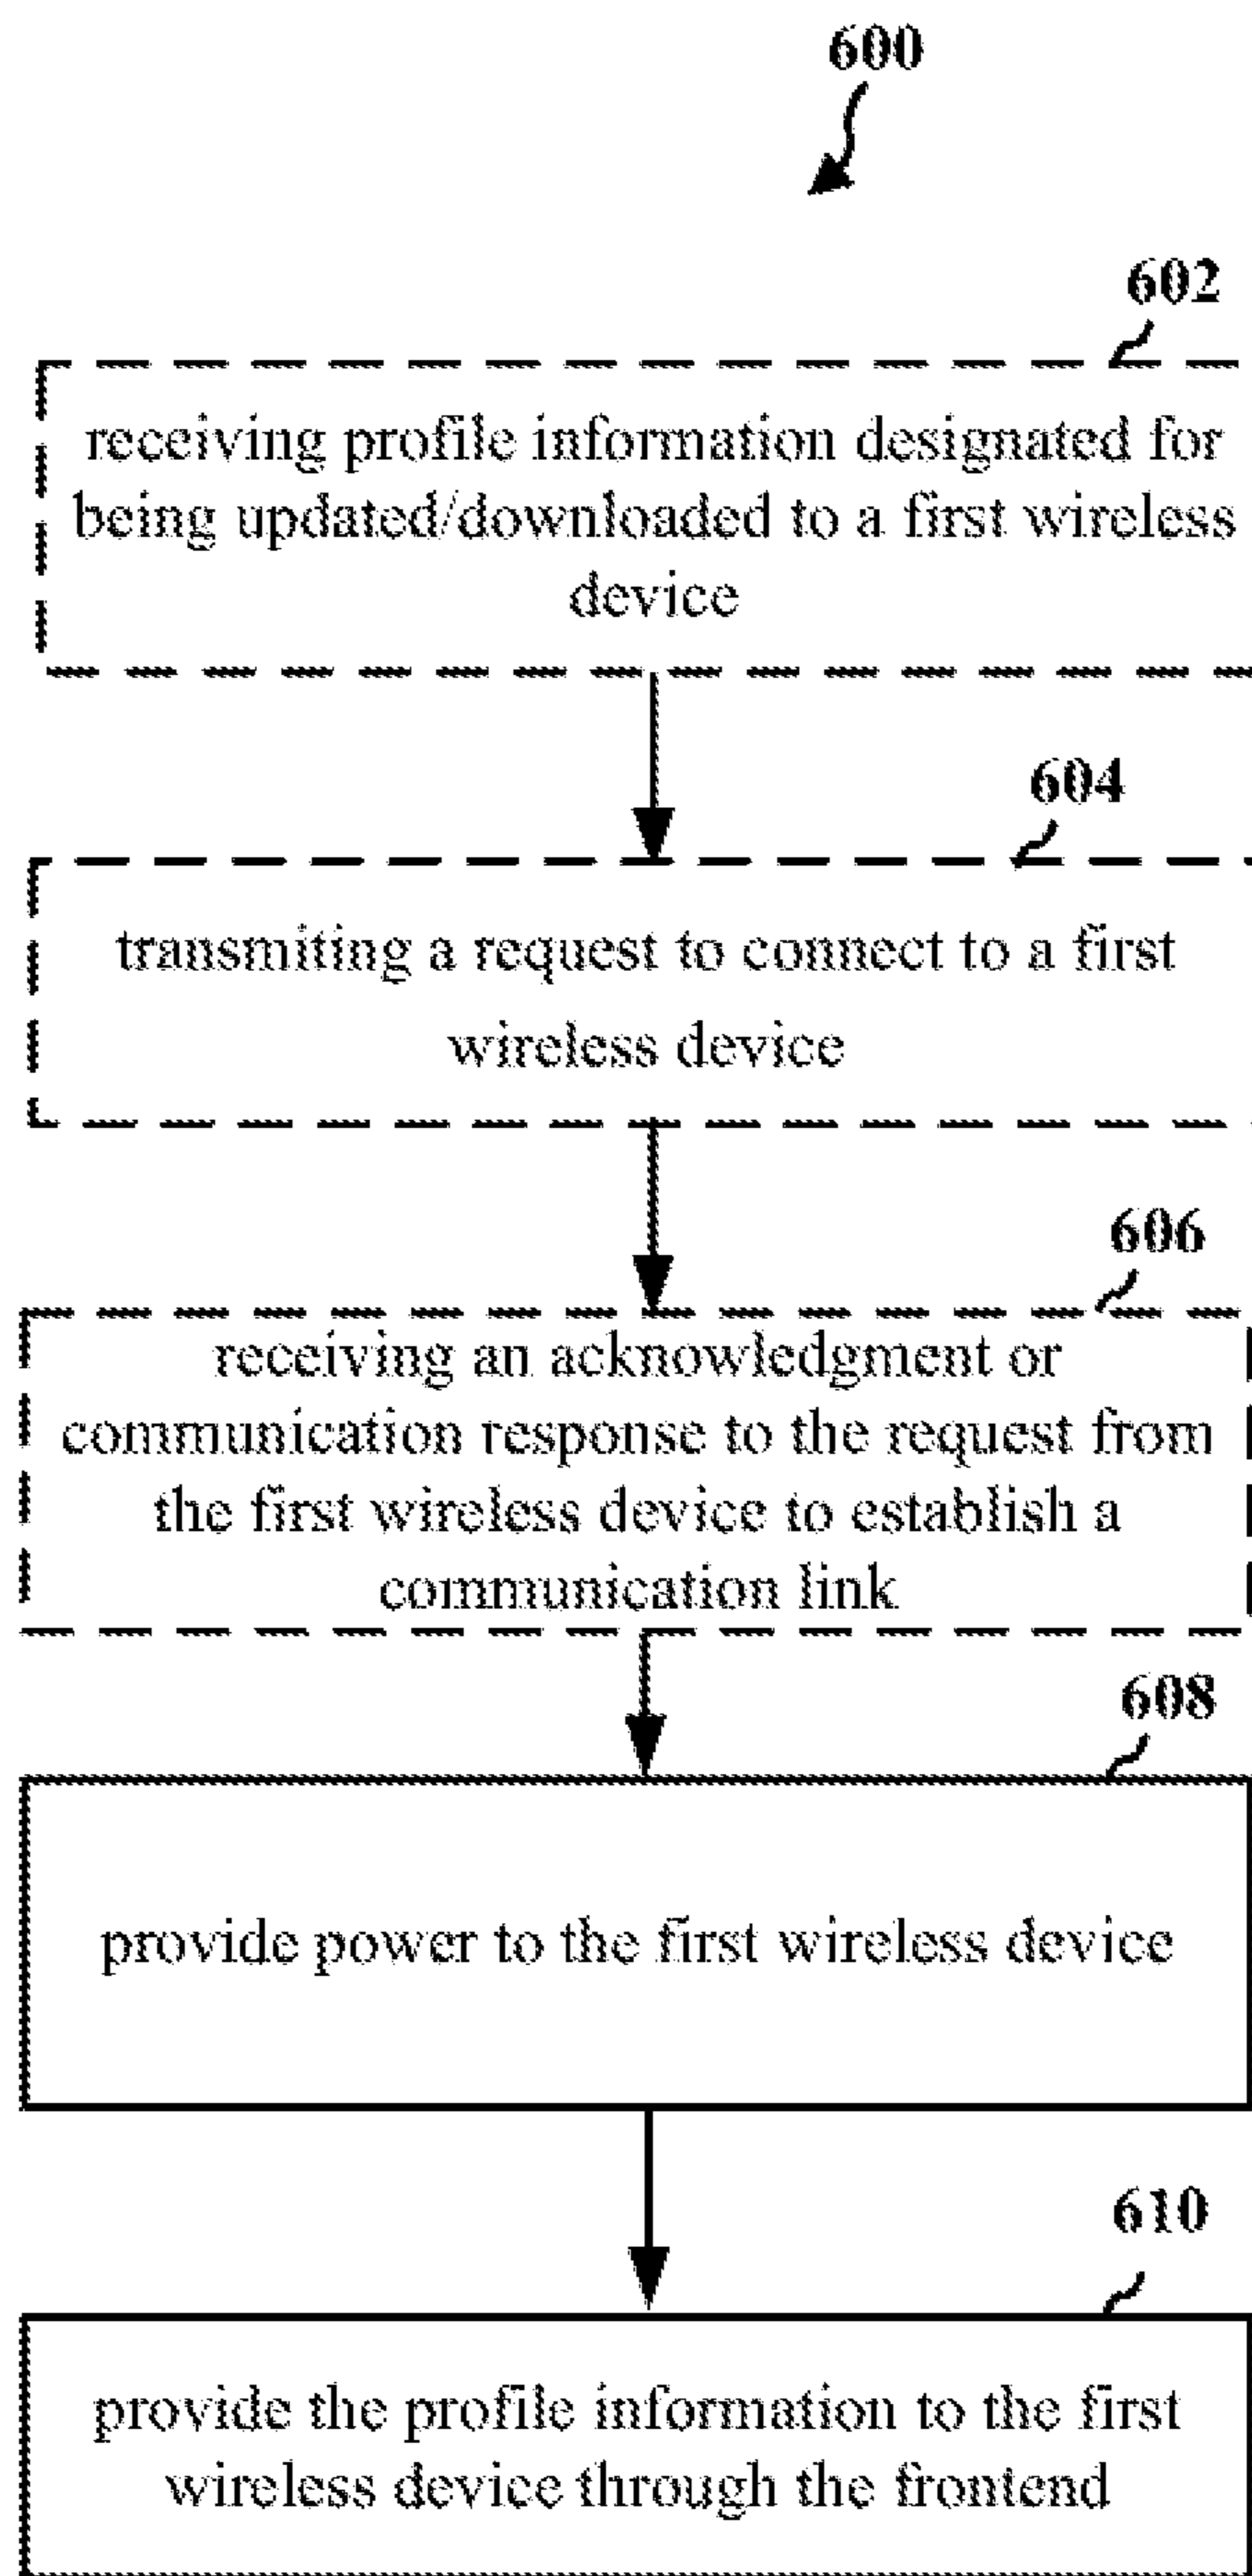 600
602
receiving profile information designated for
being updated/downloaded to a first wireless
device
604
transmiting a request to connect to a first
wireless device
606
receiving an acknowledgment or
communication response to the request from
the first wireless device to establish a
communication link
608
provide power to the first wireless device
610
provide the profile information to the first
wireless device through the frontend